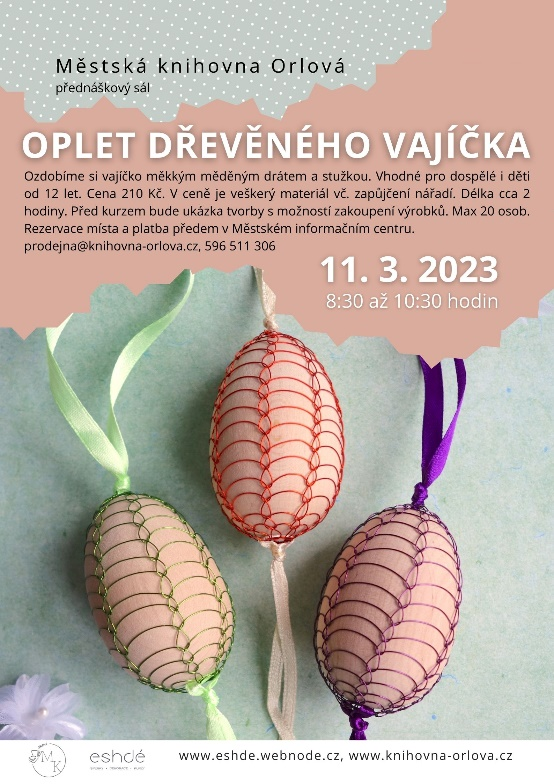 Městská knihovna Orlová
přednáškový sál
OPLET DŘEVĚNÉHO VAJÍČKA
Ozdobíme si vajíčko měkkým měděným drátem a stužkou. Vhodné pro dospělé i děti
od 12 let. Cena 210 Kč. V ceně je veškerý materiál vč. zapůjčení nářadí. Délka cca 2
hodiny. Před kurzem bude ukázka tvorby s možností zakoupení výrobků. Max 20 osob.
Rezervace místa a platba předem v Městském informačním centru.
prodejna@knihovna-orlova.cz, 596 511 306
11. 3. 2023
8:30 až 10:30 hodin
MK
eshdé
www.eshde.webnode.cz, www.knihovna-orlova.cz